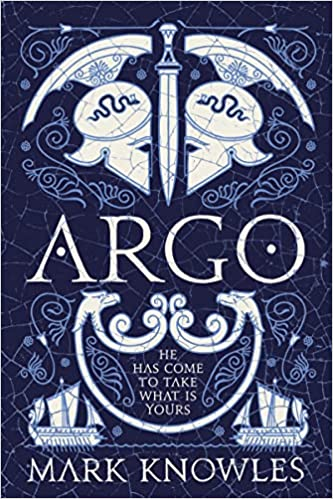 ARGO
HE
HAS COME
TO TAKE
WHAT IS
YOURS
MARK KNOWLES